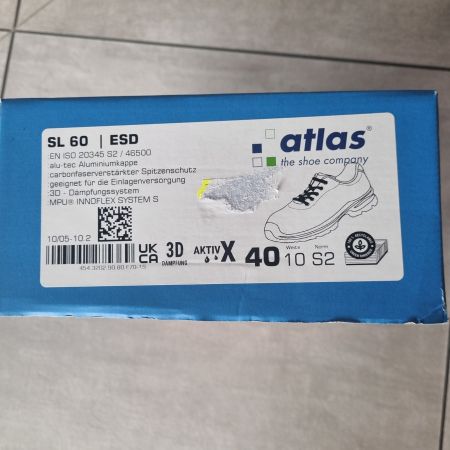 SL 60 | ESD
EN ISO 20345 S2 / 46500
alu-tec Aluminiumkappe
carbonfaserverstärkter Spitzenschutz
geeignet für die Einlagenversorgung
3D - Dämpfungssystem
MPU® INNOFLEX SYSTEM S
atlas®
the shoe company
10/05-10.2
UK
CA
3D
DÄMPFUNG
AKTIV X
40
Weite
10
Norm
S2